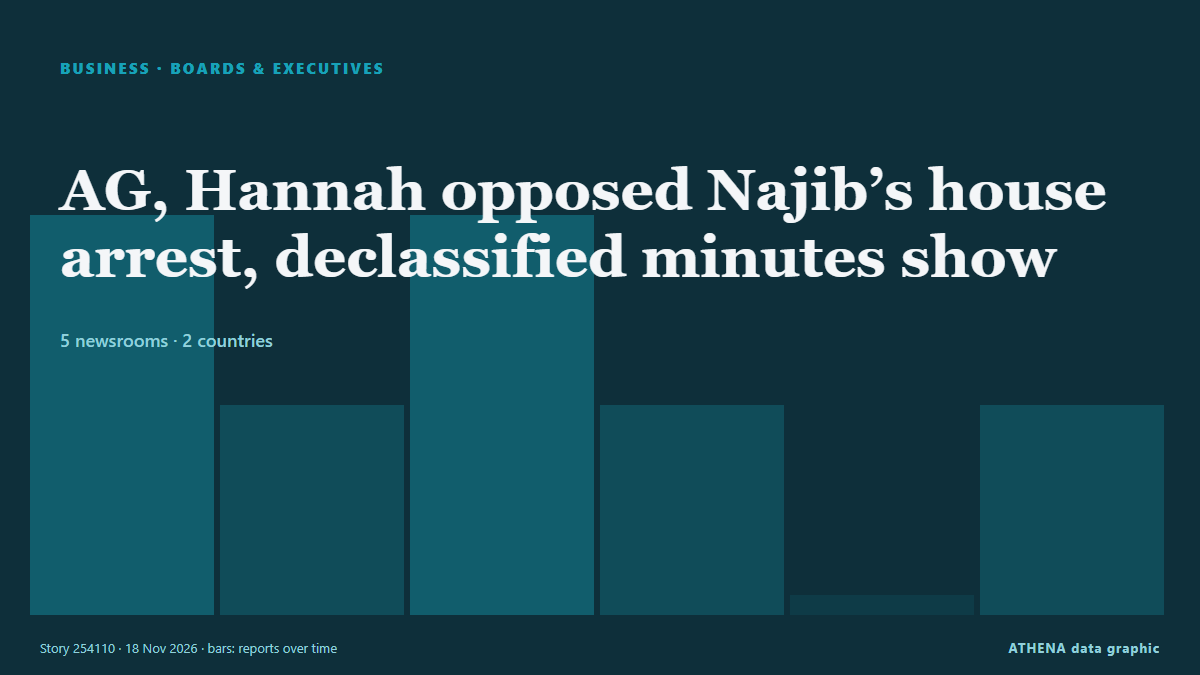 BUSINESS · BOARDS & EXECUTIVES
AG, Hannah opposed Najib’s house
arrest, declassified minutes show
5 newsrooms · 2 countries
Story 254110 · 18 Nov 2026 · bars: reports over time
ATHENA data graphic